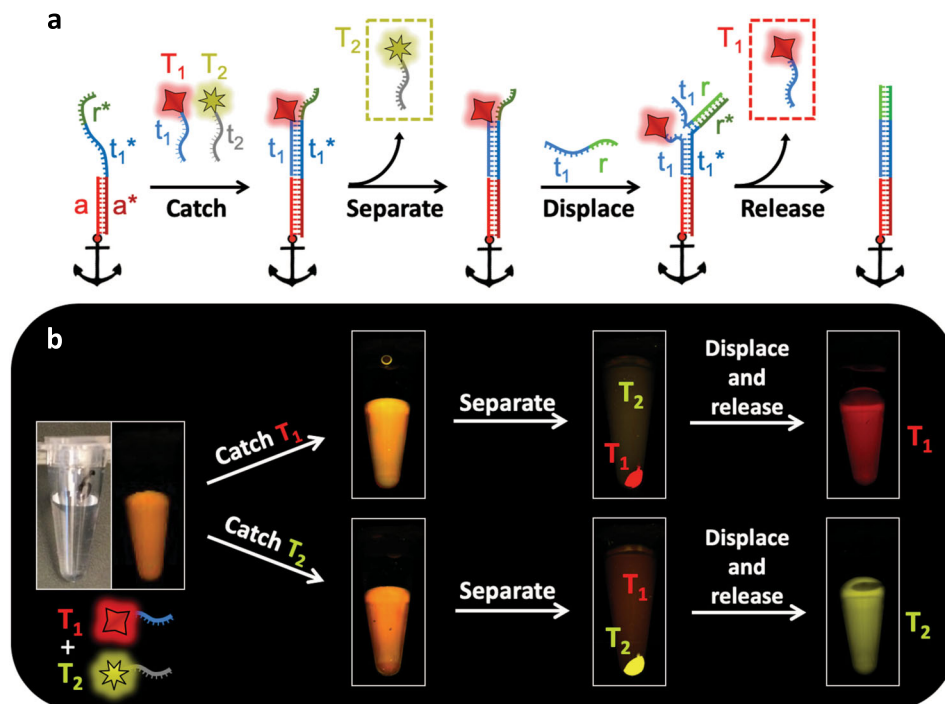 a
T₂
T₁
T₁ T₂
t₁ r
r*
t₁*
t₁ t₂
t₁ t₁*
r*
t₁
a a*
t₁ r
t₁ t₁*
Catch
Separate
Displace
Release
b
Catch T₁
Separate
T₂
T₁
Displace
and
release
T₁
Catch T₂
Separate
T₁
T₂
Displace
and
release
T₂
T₁
+
T₂